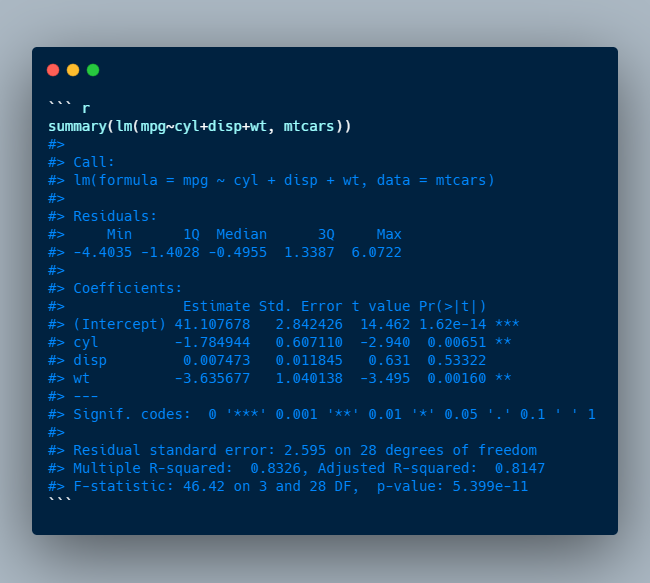 ``` r
summary(lm(mpg~cyl+disp+wt, mtcars))
#>
#> Call:
#> lm(formula = mpg ~ cyl + disp + wt, data = mtcars)
#>
#> Residuals:
#>     Min      1Q  Median      3Q     Max
#> -4.4035 -1.4028 -0.4955  1.3387  6.0722
#>
#> Coefficients:
#>              Estimate Std. Error t value Pr(>|t|)
#> (Intercept) 41.107678   2.842426  14.462 1.62e-14 ***
#> cyl         -1.784944   0.607110  -2.940  0.00651 **
#> disp         0.007473   0.011845   0.631  0.53322
#> wt          -3.635677   1.040138  -3.495  0.00160 **
#> ---
#> Signif. codes:  0 '***' 0.001 '**' 0.01 '*' 0.05 '.' 0.1 ' ' 1
#>
#> Residual standard error: 2.595 on 28 degrees of freedom
#> Multiple R-squared:  0.8326, Adjusted R-squared:  0.8147
#> F-statistic: 46.42 on 3 and 28 DF,  p-value: 5.399e-11
```